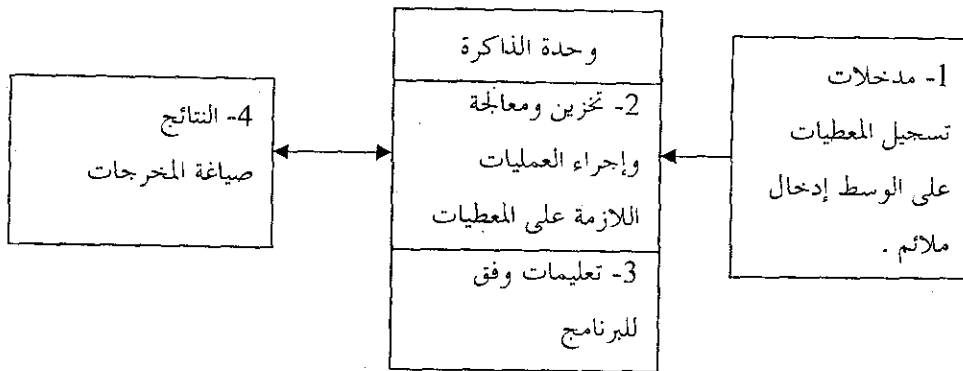 1- مدخلات
تسجيل المعطيات
على الوسط إدخال
ملائم .
وحدة الذاكرة
2- تخزين ومعالجة
وإجراء العمليات
اللازمة على المعطيات
3- تعليمات وفق
للبرنامج
4- النتائج
صياغة المخرجات